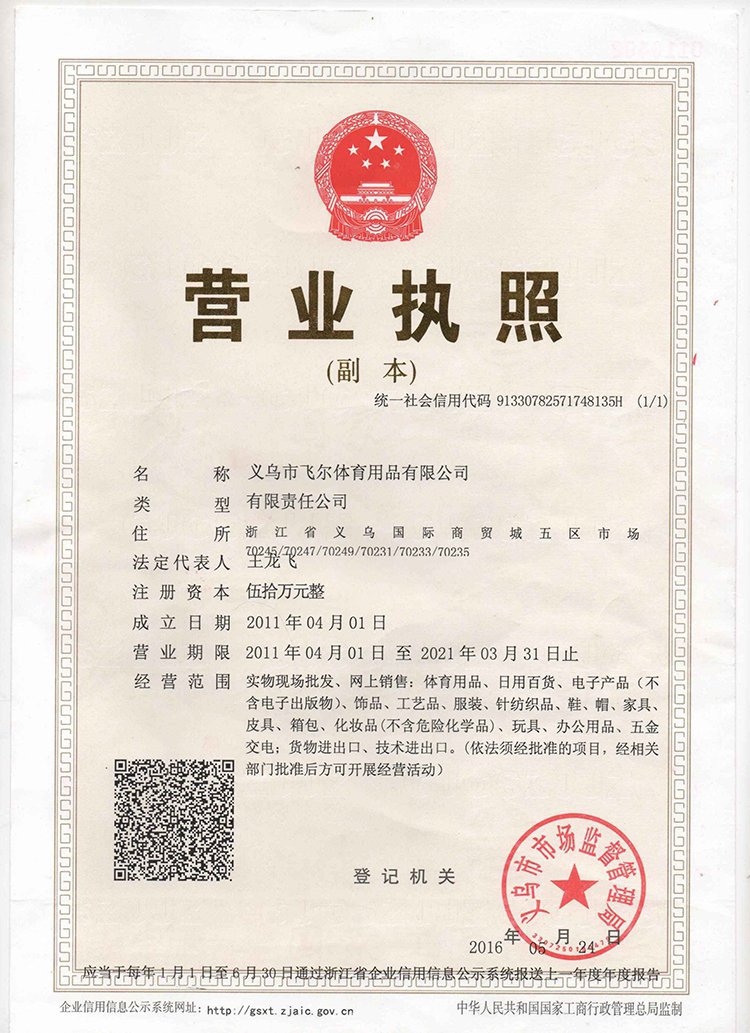 营业执照
(副 本)
统一社会信用代码 91330782571748135H (1/1)
名 称 义乌市飞尔体育用品有限公司
类 型 有限责任公司
住 所 浙江省义乌国际商贸城五区市场
70245/70247/70249/70231/70233/70235
法定代表人 王龙飞
注册资本 伍拾万元整
成立日期 2011年04月01日
营业期限 2011年04月01日 至 2021年03月31日止
经营范围 实物现场批发、网上销售：体育用品、日用百货、电子产品（不
含电子出版物）、饰品、工艺品、服装、针纺织品、鞋、帽、家具、
皮具、箱包、化妆品(不含危险化学品)、玩具、办公用品、五金
交电；货物进出口、技术进出口。(依法须经批准的项目，经相关
部门批准后方可开展经营活动）
登记机关
义乌市市场监督管理局
2016 年 05 月 24 日
应当于每年1月1日至6月30日通过浙江省企业信用信息公示系统报送上一年度年度报告
企业信用信息公示系统网址：http://gsxt.zjaic.gov.cn
中华人民共和国国家工商行政管理总局监制